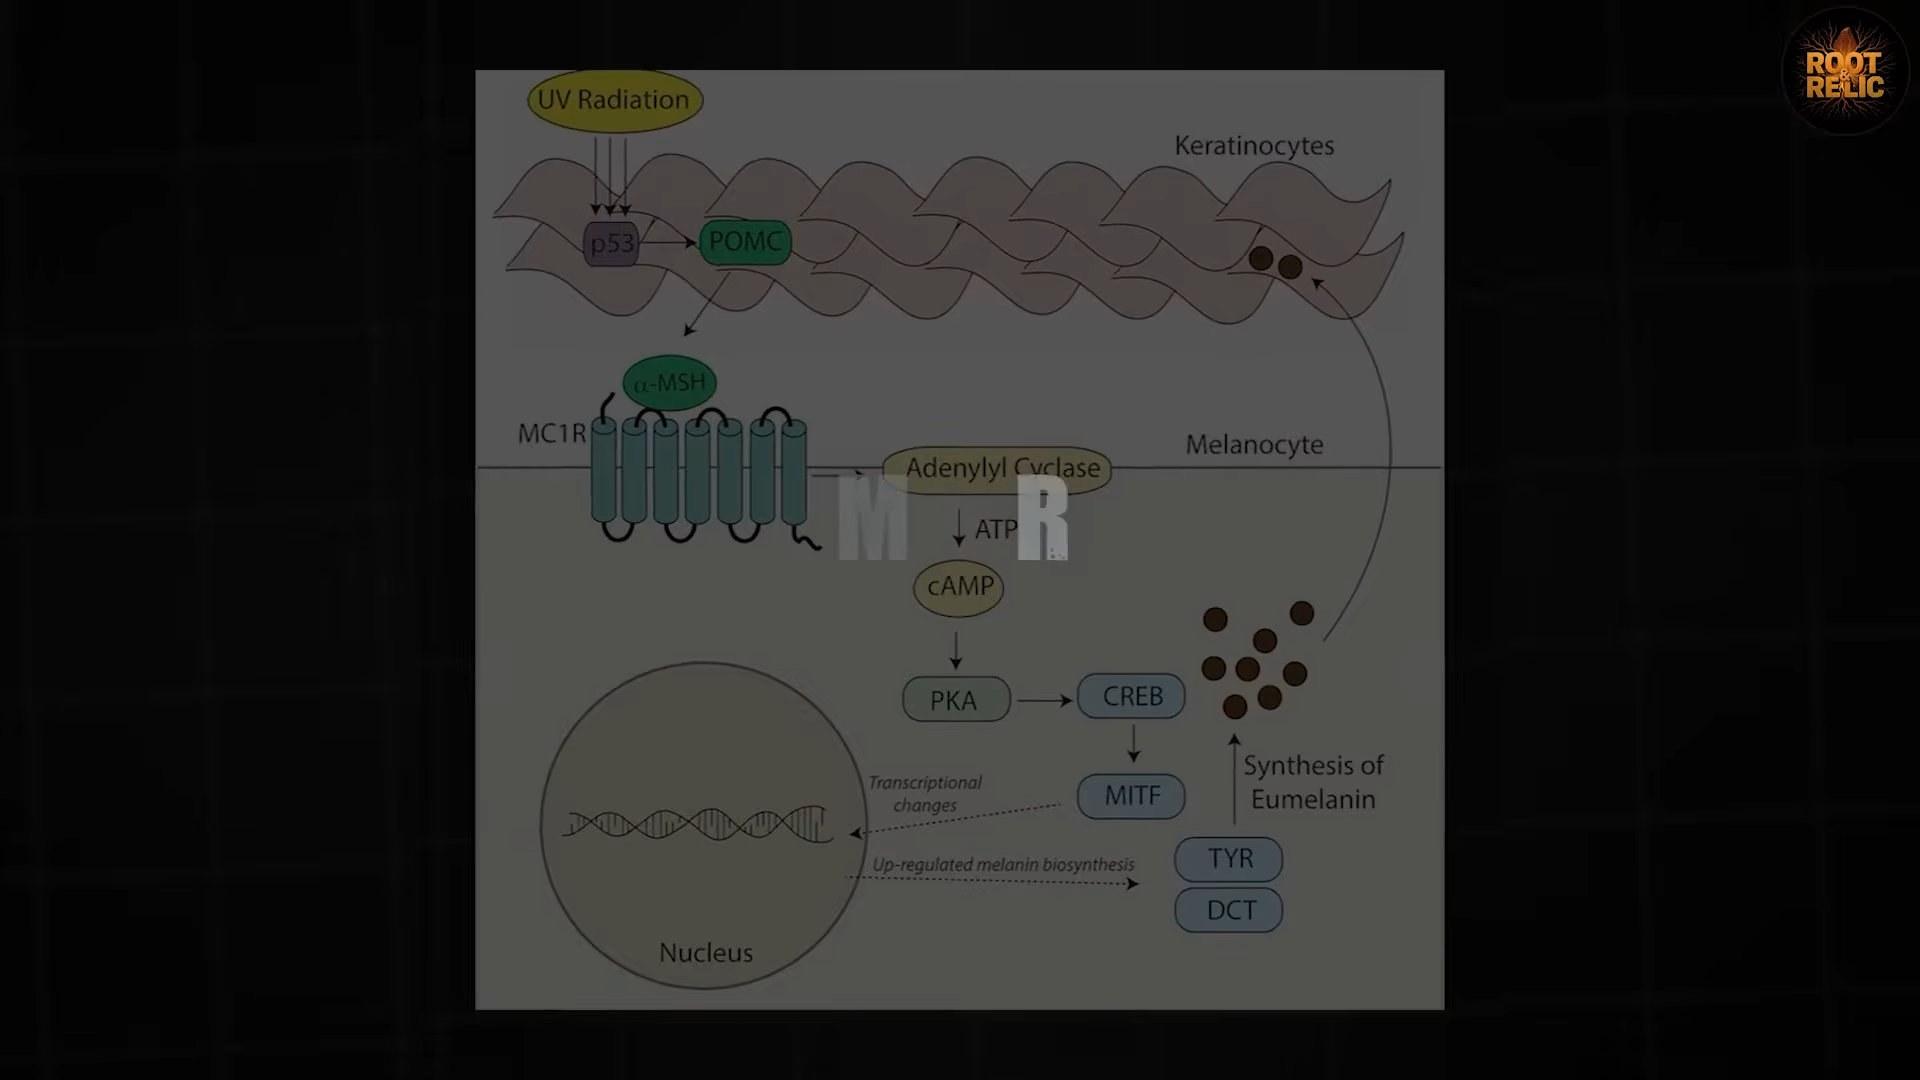 ROOT
&
RELIC
UV Radiation
Keratinocytes
p53
POMC
α-MSH
MC1R
Melanocyte
Adenylyl Cyclase
M R
ATP
cAMP
PKA
CREB
Transcriptional
changes
MITF
Synthesis of
Eumelanin
Up-regulated melanin biosynthesis
TYR
DCT
Nucleus